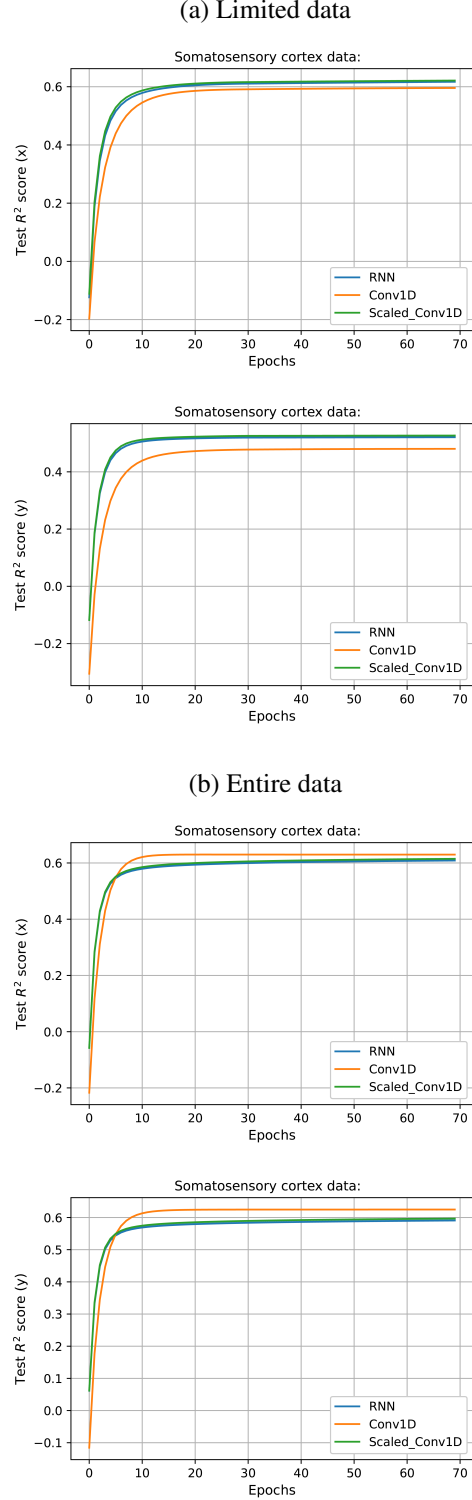 (a) Limited data
Somatosensory cortex data:
Test R² score (x)
0.6
0.4
0.2
0.0
−0.2
0 10 20 30 40 50 60 70
Epochs
RNN
Conv1D
Scaled_Conv1D
Somatosensory cortex data:
Test R² score (y)
0.4
0.2
0.0
−0.2
0 10 20 30 40 50 60 70
Epochs
RNN
Conv1D
Scaled_Conv1D
(b) Entire data
Somatosensory cortex data:
Test R² score (x)
0.6
0.4
0.2
0.0
−0.2
0 10 20 30 40 50 60 70
Epochs
RNN
Conv1D
Scaled_Conv1D
Somatosensory cortex data:
Test R² score (y)
0.6
0.5
0.4
0.3
0.2
0.1
0.0
−0.1
0 10 20 30 40 50 60 70
Epochs
RNN
Conv1D
Scaled_Conv1D